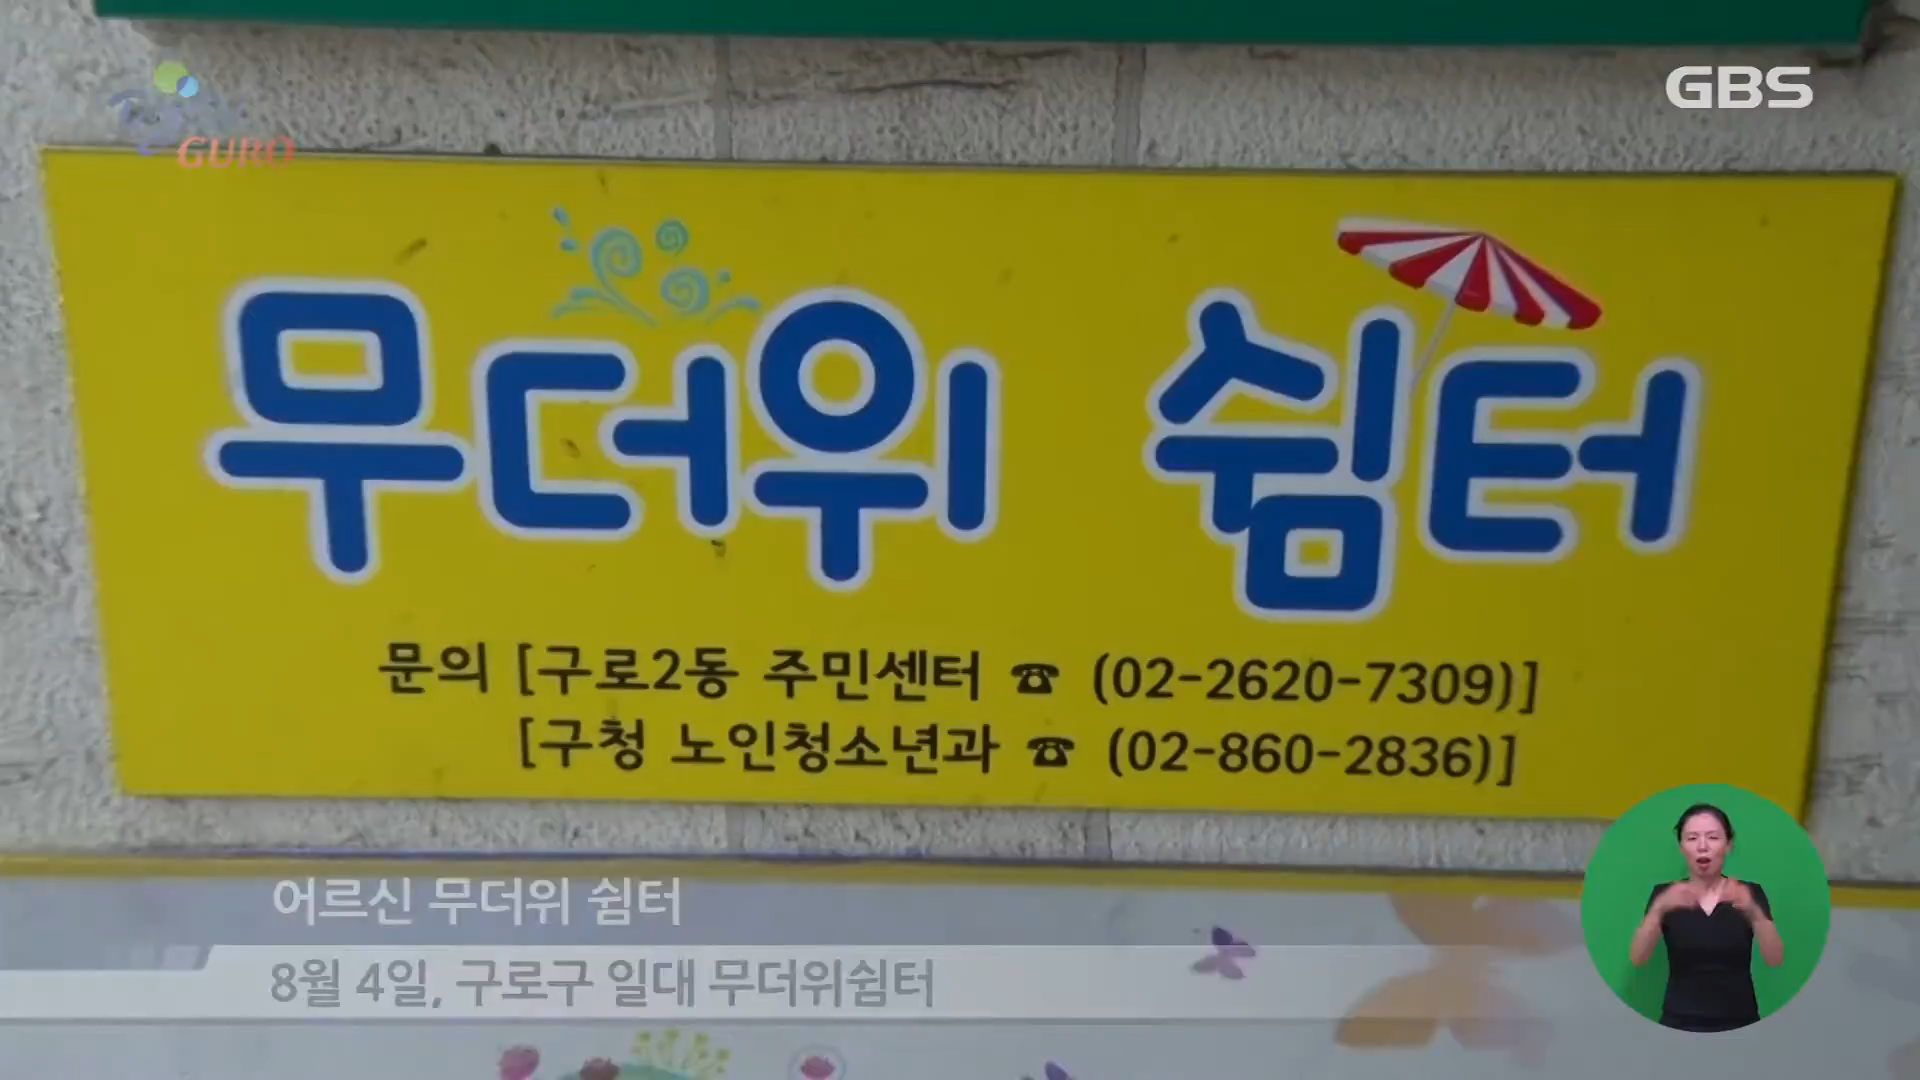 GBS
GURO
무더위 쉼터
문의 [구로2동 주민센터 ☎ (02-2620-7309)]
[구청 노인청소년과 ☎ (02-860-2836)]
어르신 무더위 쉼터
8월 4일, 구로구 일대 무더위쉼터